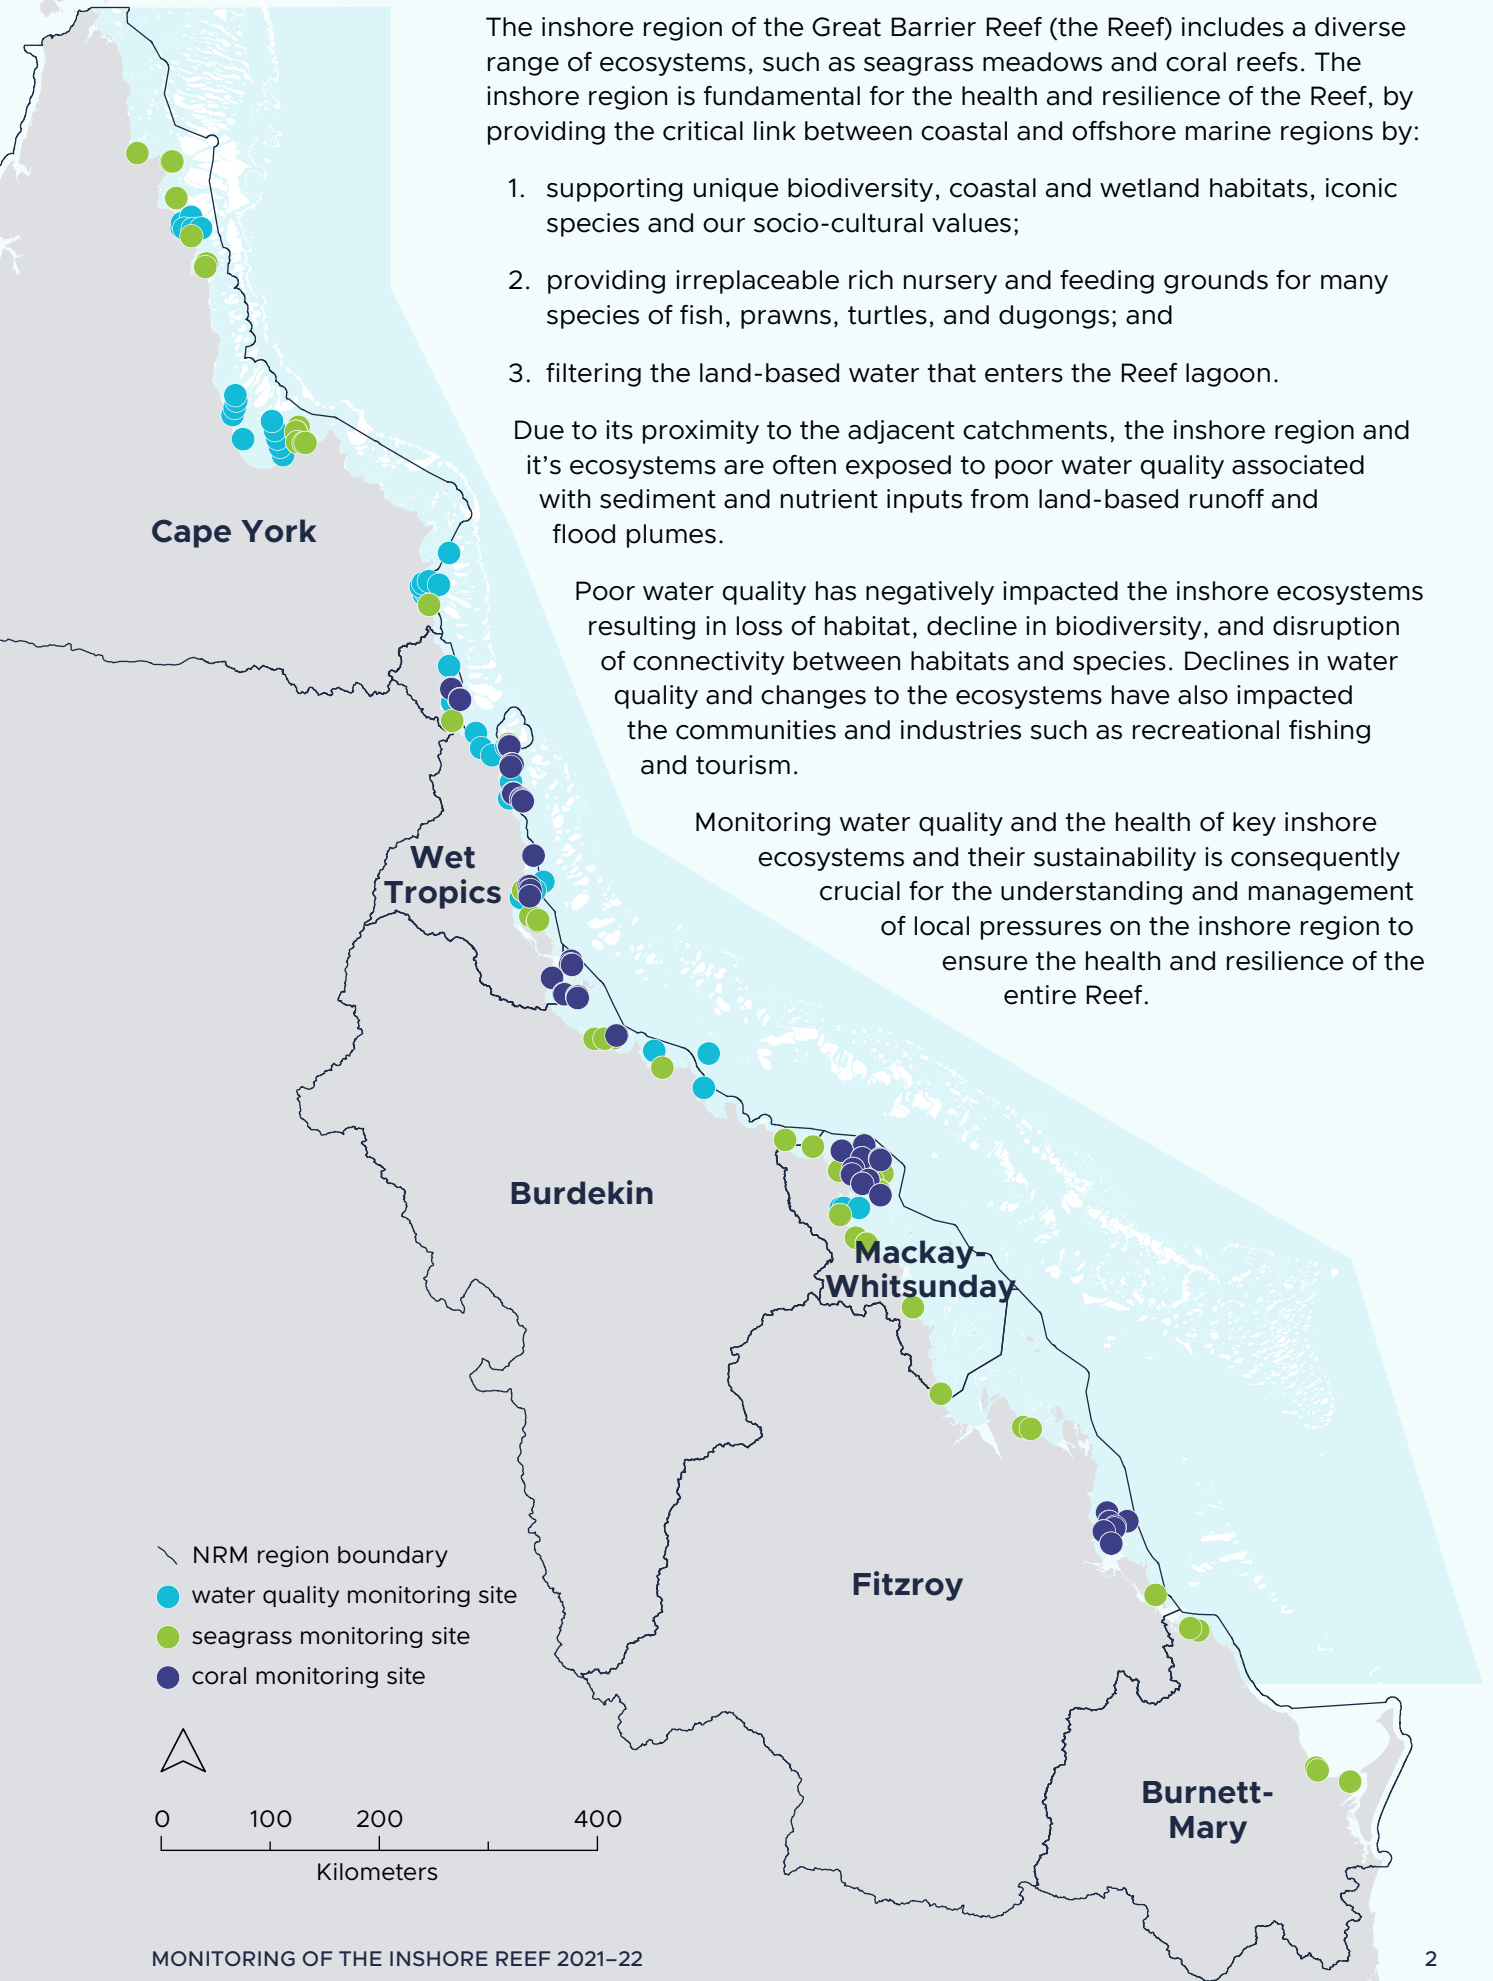 The inshore region of the Great Barrier Reef (the Reef) includes a diverse
range of ecosystems, such as seagrass meadows and coral reefs. The
inshore region is fundamental for the health and resilience of the Reef, by
providing the critical link between coastal and offshore marine regions by:
1. supporting unique biodiversity, coastal and wetland habitats, iconic
species and our socio-cultural values;
2. providing irreplaceable rich nursery and feeding grounds for many
species of fish, prawns, turtles, and dugongs; and
3. filtering the land-based water that enters the Reef lagoon.
Due to its proximity to the adjacent catchments, the inshore region and
it’s ecosystems are often exposed to poor water quality associated
with sediment and nutrient inputs from land-based runoff and
flood plumes.
Poor water quality has negatively impacted the inshore ecosystems
resulting in loss of habitat, decline in biodiversity, and disruption
of connectivity between habitats and species. Declines in water
quality and changes to the ecosystems have also impacted
the communities and industries such as recreational fishing
and tourism.
Monitoring water quality and the health of key inshore
ecosystems and their sustainability is consequently
crucial for the understanding and management
of local pressures on the inshore region to
ensure the health and resilience of the
entire Reef.
Cape York
Wet
Tropics
Burdekin
Mackay-
Whitsunday
Fitzroy
Burnett-
Mary
NRM region boundary
water quality monitoring site
seagrass monitoring site
coral monitoring site
0 100 200 400
Kilometers
MONITORING OF THE INSHORE REEF 2021–22
2